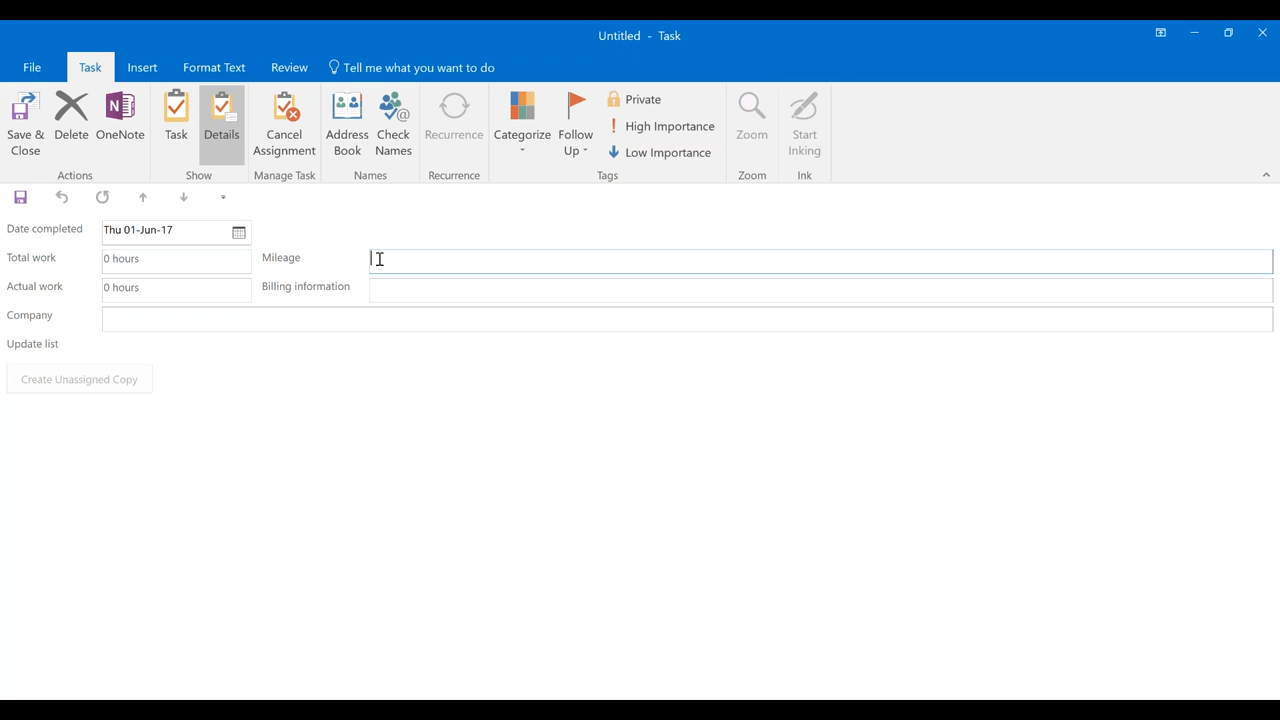 Untitled - Task
File Task Insert Format Text Review Tell me what you want to do
Save & Close Delete OneNote Task Details Cancel Assignment Address Book Check Names Recurrence Categorize Follow Up Private High Importance Low Importance Zoom Start Inking
Actions Show Manage Task Names Recurrence Tags Zoom Ink
Date completed Thu 01-Jun-17
Total work 0 hours Mileage
Actual work 0 hours Billing information
Company
Update list
Create Unassigned Copy